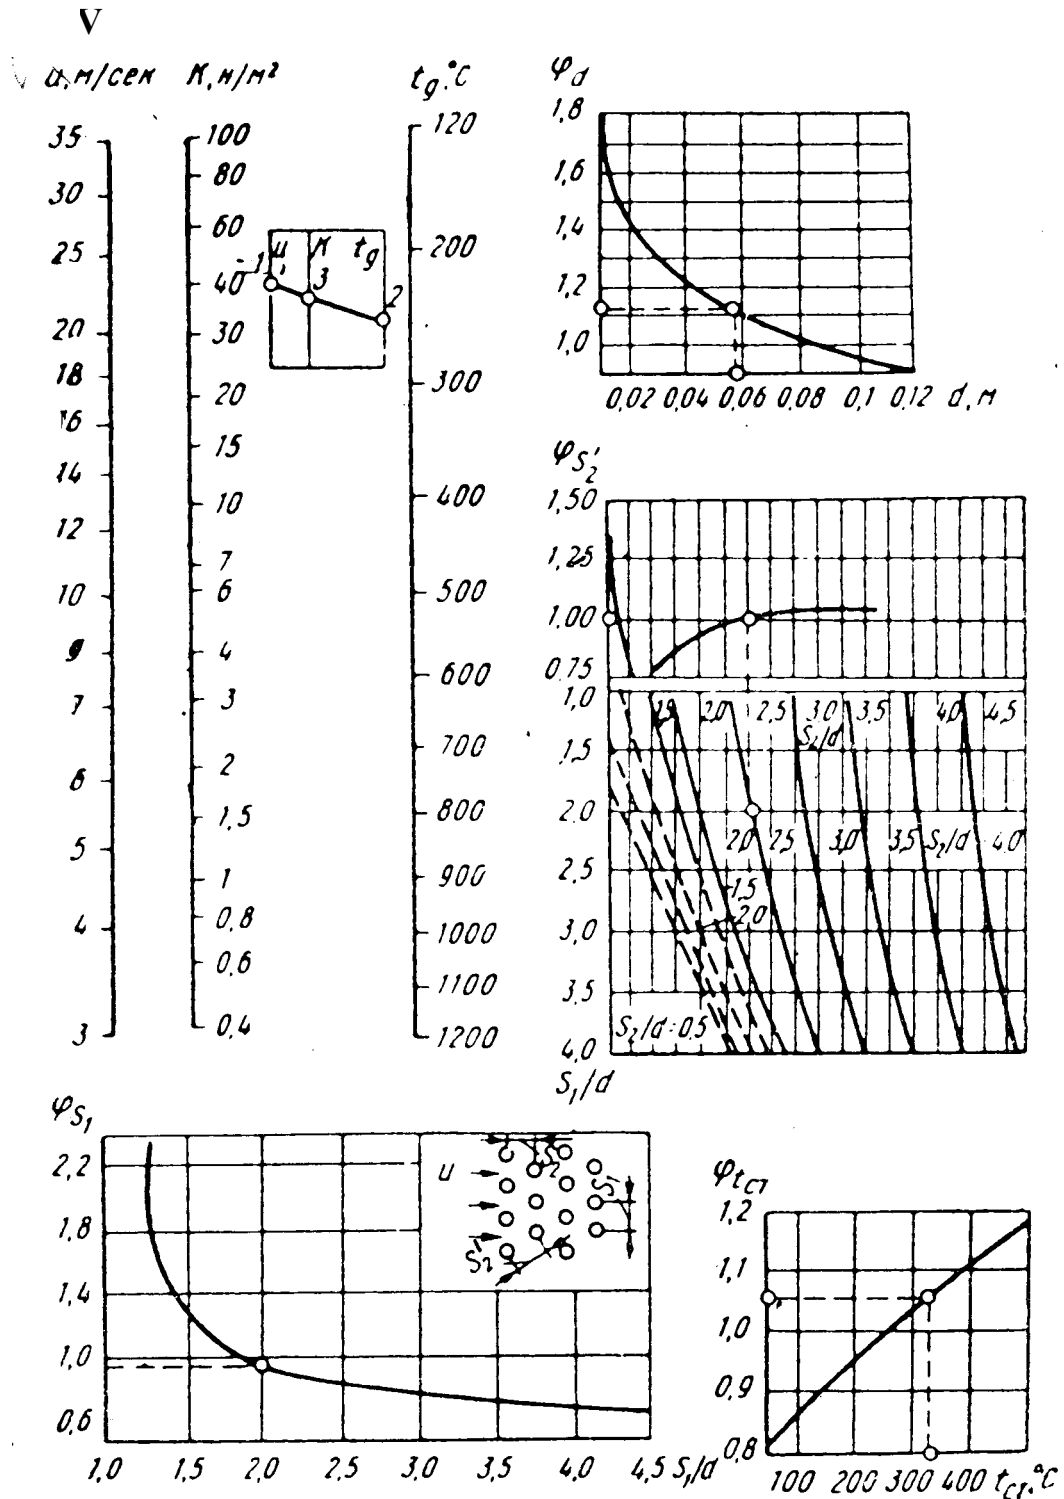 V
u, м/сек K, н/м² t_g, °C φ_d
35 30 25 20 18 16 14 12 10 9 7 6 5 4 3
100 80 60 40 30 20 15 10 7 6 4 3 2 1,5 1 0,8 0,6 0,4
1 u K t_g 3 2
120 200 300 400 500 600 700 800 900 1000 1100 1200
1,8 1,6 1,4 1,2 1,0
0,02 0,04 0,06 0,08 0,1 0,12 d, м
φ_S₂'
1,50 1,25 1,00 0,75
1,0 1,5 2,0 2,5 3,0 3,5 4,0
2,0 2,5 3,0 3,5 4,0 4,5
S₂/d
2,0 2,5 3,0 3,5 S₂/d 4,0
1,5
2,0
S₂/d=0,5
S₁/d
φ_S₁
2,2 1,8 1,4 1,0 0,6
u S₂ S₁ S₂'
1,0 1,5 2,0 2,5 3,0 3,5 4,0 4,5 S₁/d
φ_tст
1,2 1,1 1,0 0,9 0,8
100 200 300 400 t_ст, °C